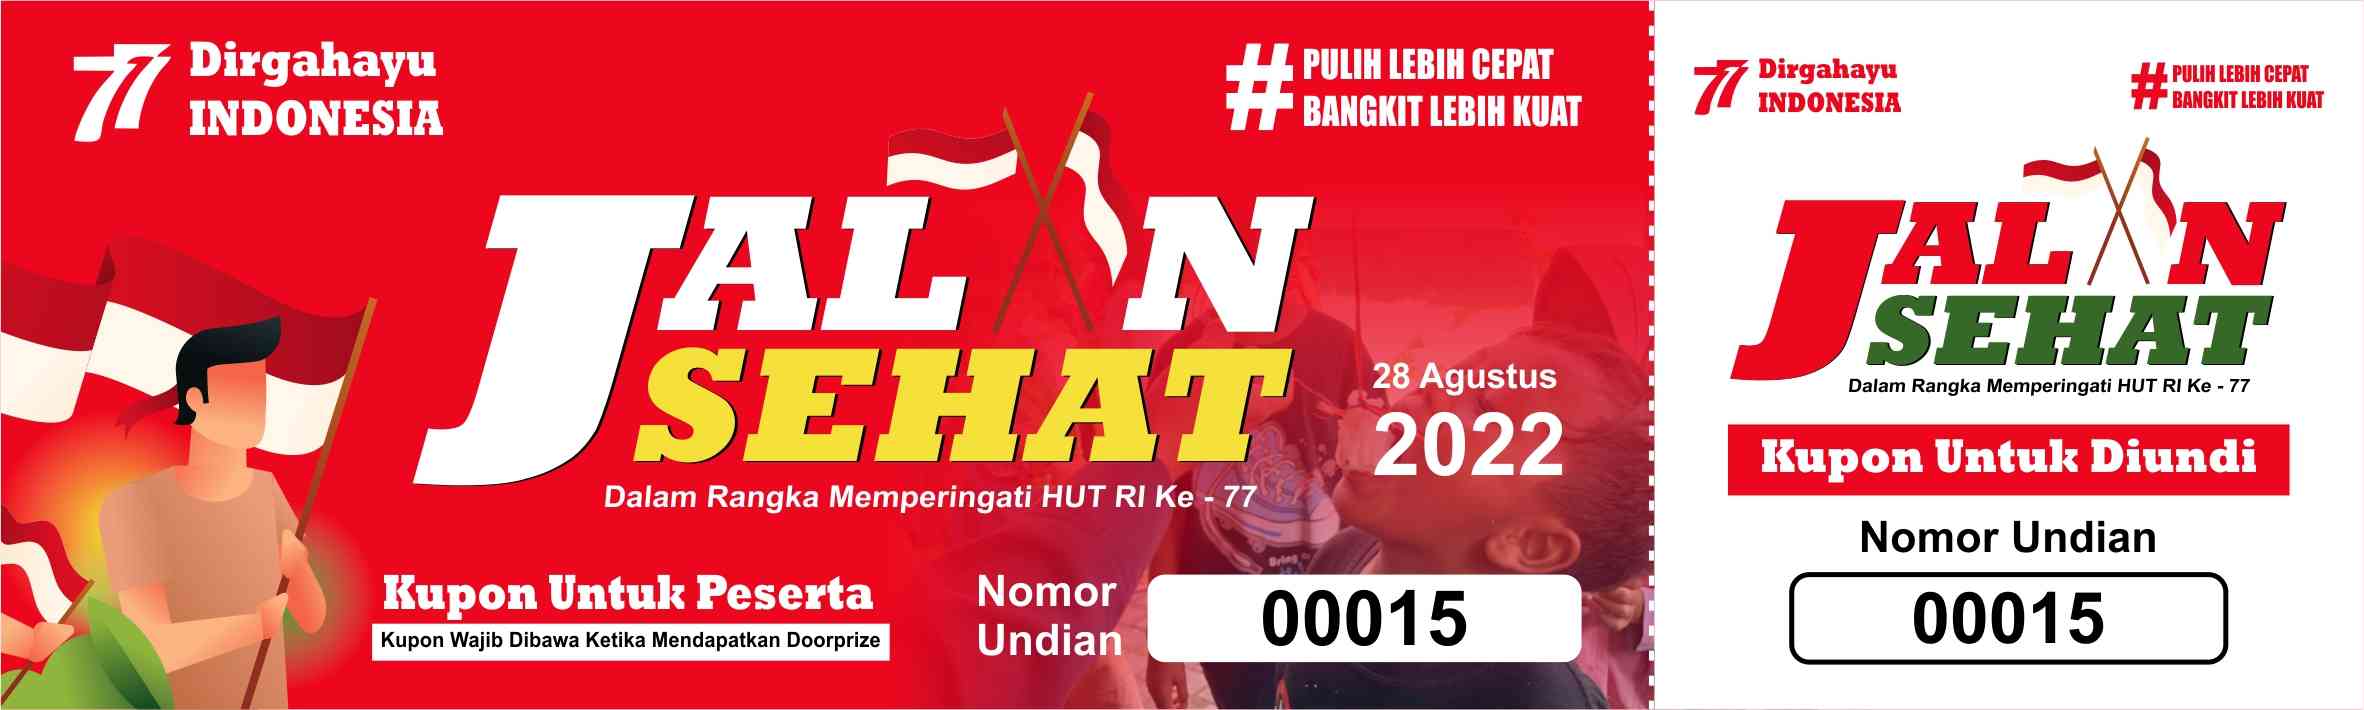 77 Dirgahayu
INDONESIA
# PULIH LEBIH CEPAT
BANGKIT LEBIH KUAT
JALAN
SEHAT
Dalam Rangka Memperingati HUT RI Ke - 77
28 Agustus
2022
Kupon Untuk Peserta
Kupon Wajib Dibawa Ketika Mendapatkan Doorprize
Nomor
Undian
00015
77 Dirgahayu
INDONESIA
# PULIH LEBIH CEPAT
BANGKIT LEBIH KUAT
JALAN
SEHAT
Dalam Rangka Memperingati HUT RI Ke - 77
Kupon Untuk Diundi
Nomor Undian
00015